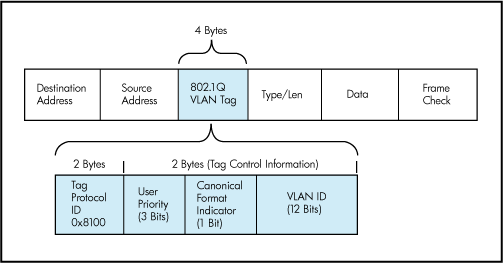 4 Bytes
Destination
Address
Source
Address
802.1Q
VLAN Tag
Type/Len
Data
Frame
Check
2 Bytes
2 Bytes (Tag Control Information)
Tag
Protocol
ID
0x8100
User
Priority
(3 Bits)
Canonical
Format
Indicator
(1 Bit)
VLAN ID
(12 Bits)